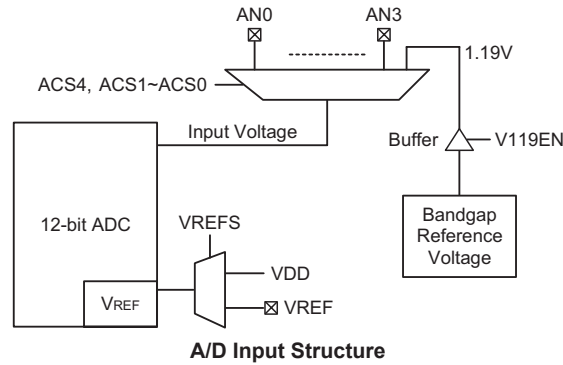 AN0 AN3
1.19V
ACS4, ACS1~ACS0
Input Voltage
Buffer V119EN
12-bit ADC
Bandgap
Reference
Voltage
VREFS
VDD
VREF
VREF
A/D Input Structure